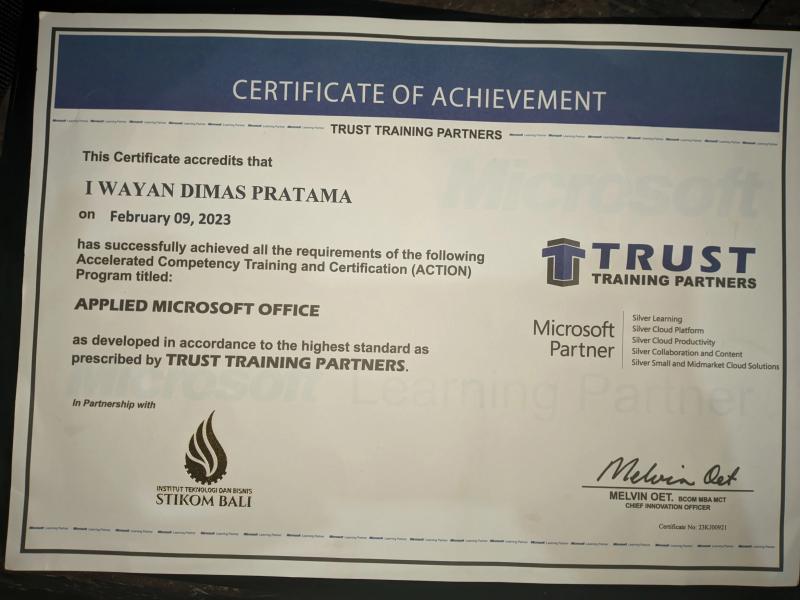 CERTIFICATE OF ACHIEVEMENT
TRUST TRAINING PARTNERS
This Certificate accredits that
I WAYAN DIMAS PRATAMA
on February 09, 2023
has successfully achieved all the requirements of the following
Accelerated Competency Training and Certification (ACTION)
Program titled:
APPLIED MICROSOFT OFFICE
as developed in accordance to the highest standard as
prescribed by TRUST TRAINING PARTNERS.
Microsoft
TRUST
TRAINING PARTNERS
Microsoft
Partner
Silver Learning
Silver Cloud Platform
Silver Cloud Productivity
Silver Collaboration and Content
Silver Small and Midmarket Cloud Solutions
Microsoft Learning Partner
In Partnership with
INSTITUT TEKNOLOGI DAN BISNIS
STIKOM BALI
Melvin Oet
MELVIN OET. BCOM MBA MCT
CHIEF INNOVATION OFFICER
Certificate No: 23KJ00921